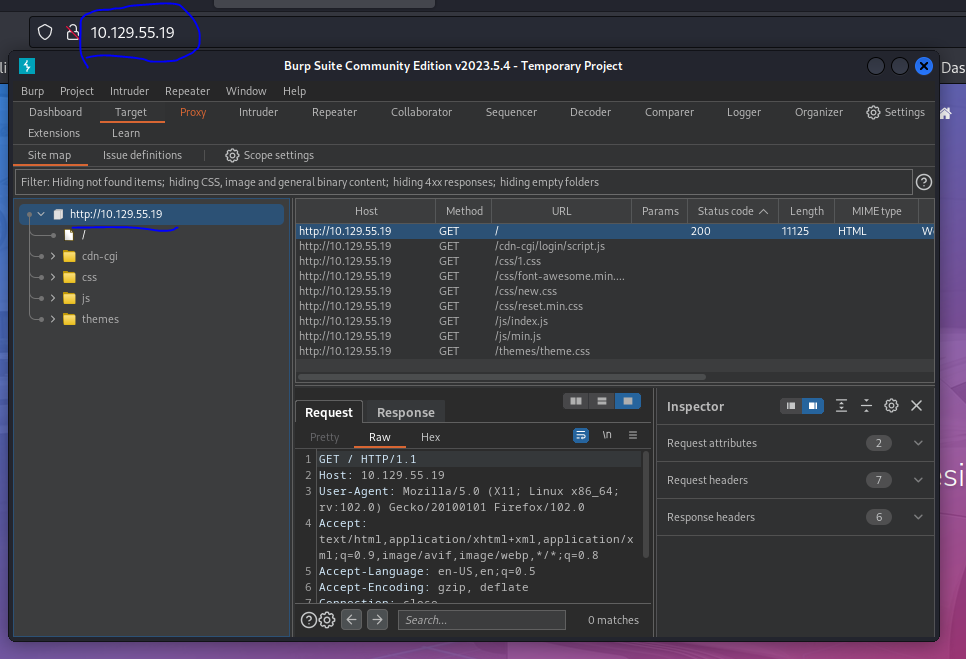 10.129.55.19
li
Burp Suite Community Edition v2023.5.4 - Temporary Project
Das
Burp Project Intruder Repeater Window Help
Dashboard Target Proxy Intruder Repeater Collaborator Sequencer Decoder Comparer Logger Organizer Settings
Extensions Learn
Site map Issue definitions Scope settings
Filter: Hiding not found items; hiding CSS, image and general binary content; hiding 4xx responses; hiding empty folders
http://10.129.55.19
/
cdn-cgi
css
js
themes
Host Method URL Params Status code Length MIME type
http://10.129.55.19 GET / 200 11125 HTML W
http://10.129.55.19 GET /cdn-cgi/login/script.js
http://10.129.55.19 GET /css/1.css
http://10.129.55.19 GET /css/font-awesome.min....
http://10.129.55.19 GET /css/new.css
http://10.129.55.19 GET /css/reset.min.css
http://10.129.55.19 GET /js/index.js
http://10.129.55.19 GET /js/min.js
http://10.129.55.19 GET /themes/theme.css
Request Response
Pretty Raw Hex \n
1 GET / HTTP/1.1
2 Host: 10.129.55.19
3 User-Agent: Mozilla/5.0 (X11; Linux x86_64;
rv:102.0) Gecko/20100101 Firefox/102.0
4 Accept:
text/html,application/xhtml+xml,application/x
ml;q=0.9,image/avif,image/webp,*/*;q=0.8
5 Accept-Language: en-US,en;q=0.5
6 Accept-Encoding: gzip, deflate
7 Connection: close
Search... 0 matches
Inspector
Request attributes 2
Request headers 7
Response headers 6
esi